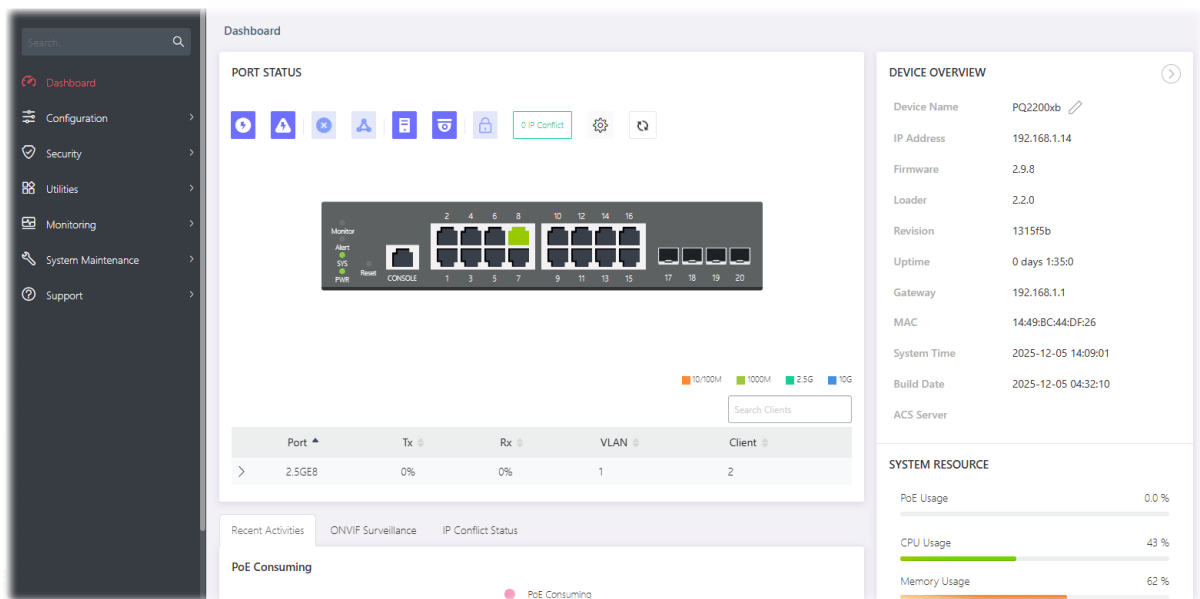 Search...
Dashboard
Configuration
Security
Utilities
Monitoring
System Maintenance
Support
Dashboard
PORT STATUS
0 IP Conflict
2 4 6 8 10 12 14 16
Monitor
Alert
SYS
PWR
Reset
CONSOLE
1 3 5 7 9 11 13 15 17 18 19 20
10/100M 1000M 2.5G 10G
Search Clients
Port Tx Rx VLAN Client
2.5GE8 0% 0% 1 2
Recent Activities ONVIF Surveillance IP Conflict Status
PoE Consuming
PoE Consuming
DEVICE OVERVIEW
Device Name PQ2200xb
IP Address 192.168.1.14
Firmware 2.9.8
Loader 2.2.0
Revision 1315f5b
Uptime 0 days 1:35:0
Gateway 192.168.1.1
MAC 14:49:BC:44:DF:26
System Time 2025-12-05 14:09:01
Build Date 2025-12-05 04:32:10
ACS Server
SYSTEM RESOURCE
PoE Usage 0.0 %
CPU Usage 43 %
Memory Usage 62 %